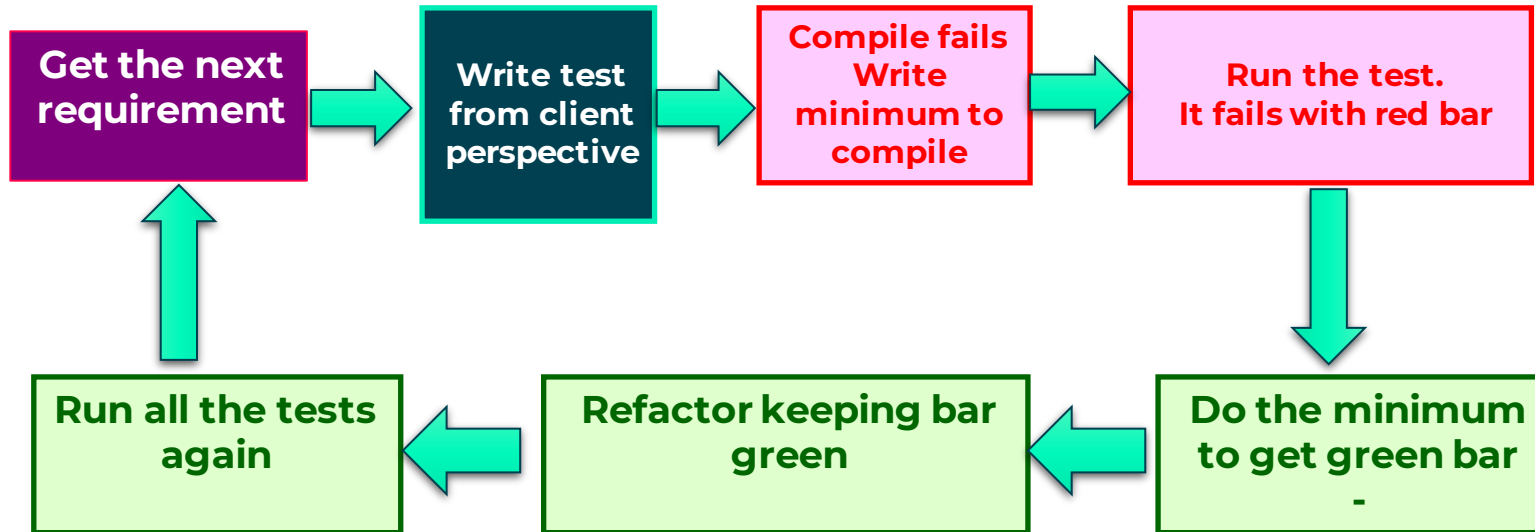 Get the next
requirement
Write test
from client
perspective
Compile fails
Write
minimum to
compile
Run the test.
It fails with red bar
Do the minimum
to get green bar
-
Refactor keeping bar
green
Run all the tests
again